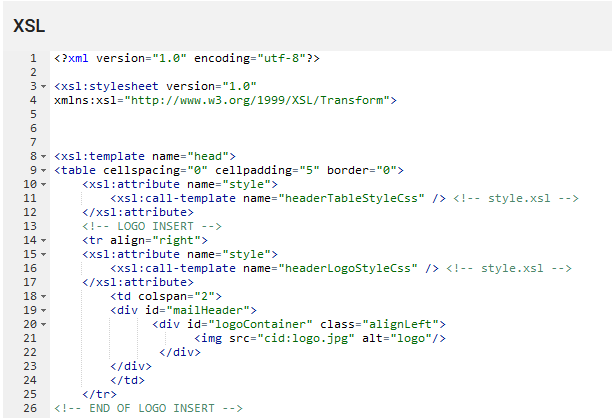 XSL
1 <?xml version="1.0" encoding="utf-8"?>
2
3 <xsl:stylesheet version="1.0"
4 xmlns:xsl="http://www.w3.org/1999/XSL/Transform">
5
6
7
8 <xsl:template name="head">
9 <table cellspacing="0" cellpadding="5" border="0">
10     <xsl:attribute name="style">
11         <xsl:call-template name="headerTableStyleCss" /> <!-- style.xsl -->
12     </xsl:attribute>
13     <!-- LOGO INSERT -->
14     <tr align="right">
15     <xsl:attribute name="style">
16         <xsl:call-template name="headerLogoStyleCss" /> <!-- style.xsl -->
17     </xsl:attribute>
18         <td colspan="2">
19         <div id="mailHeader">
20               <div id="logoContainer" class="alignLeft">
21                     <img src="cid:logo.jpg" alt="logo"/>
22                </div>
23         </div>
24         </td>
25     </tr>
26 <!-- END OF LOGO INSERT -->